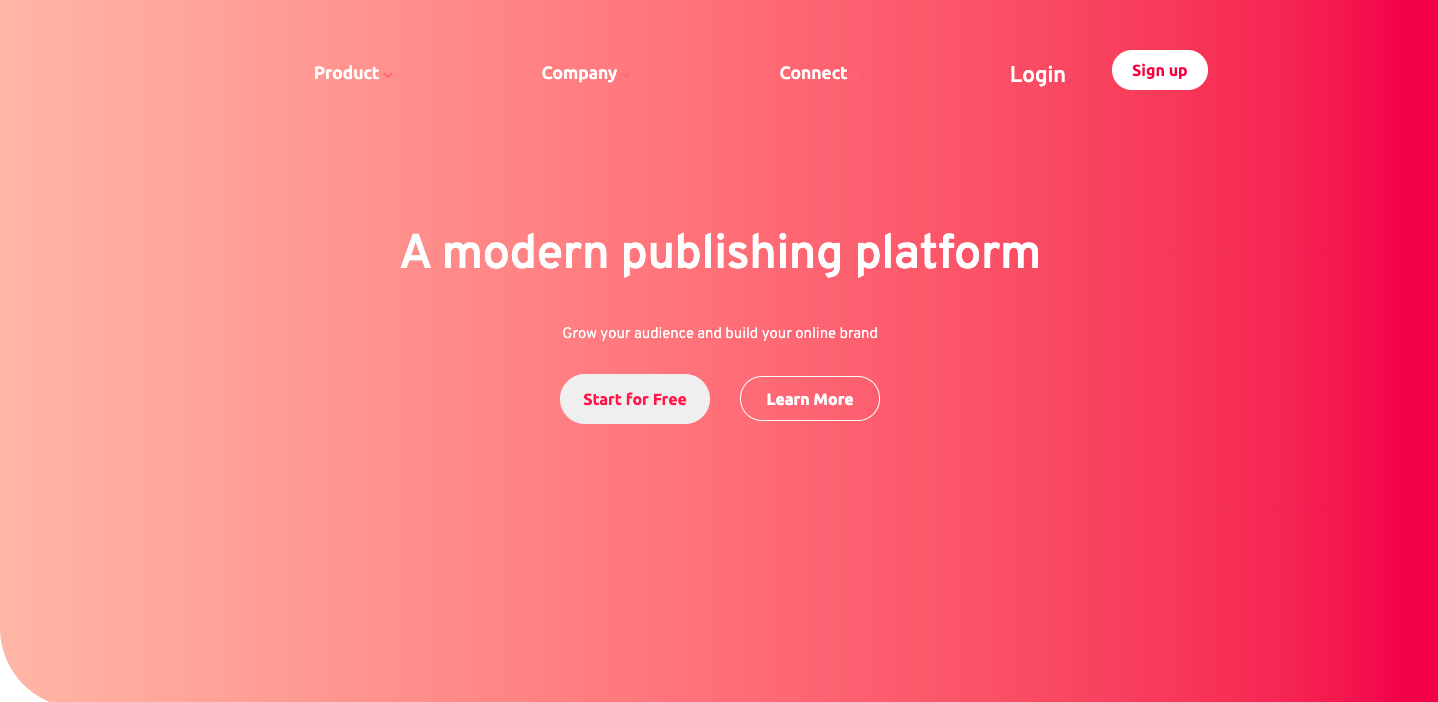 Product
Company
Connect
Login
Sign up
A modern publishing platform
Grow your audience and build your online brand
Start for Free
Learn More